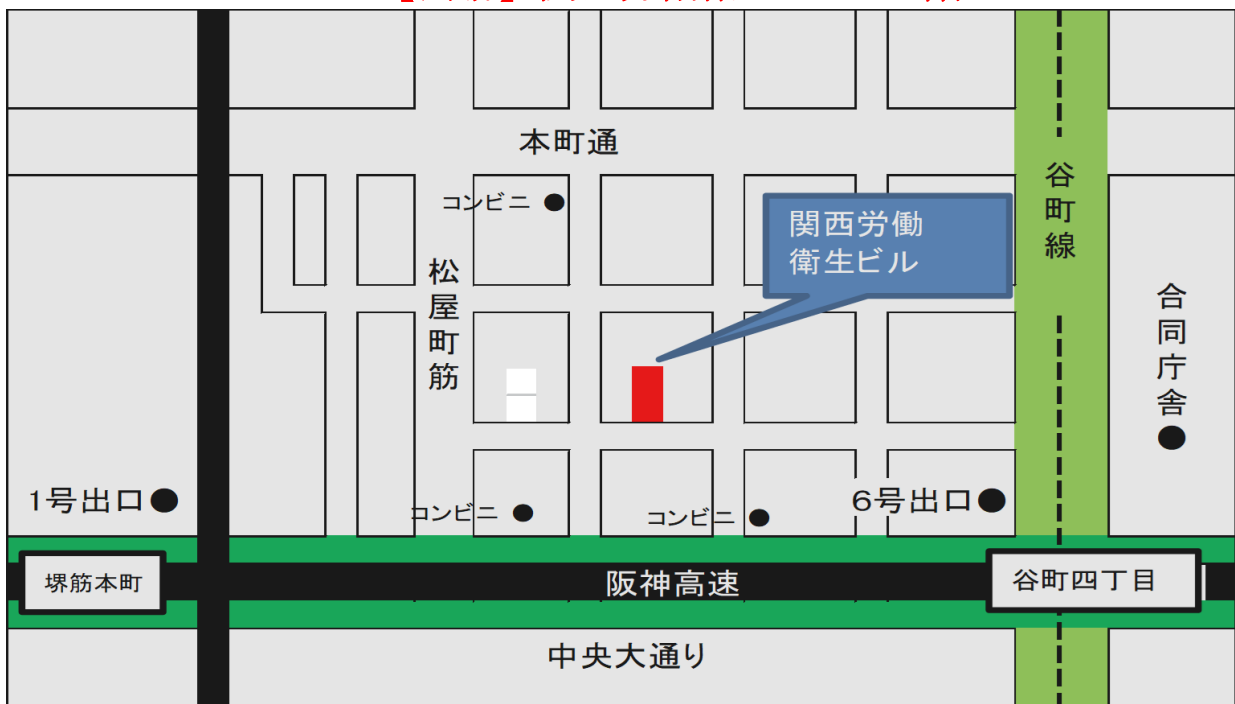 本町通
コンビニ
関西労働
衛生ビル
谷町線
松屋町筋
合同庁舎
1号出口
コンビニ
コンビニ
6号出口
堺筋本町
阪神高速
谷町四丁目
中央大通り